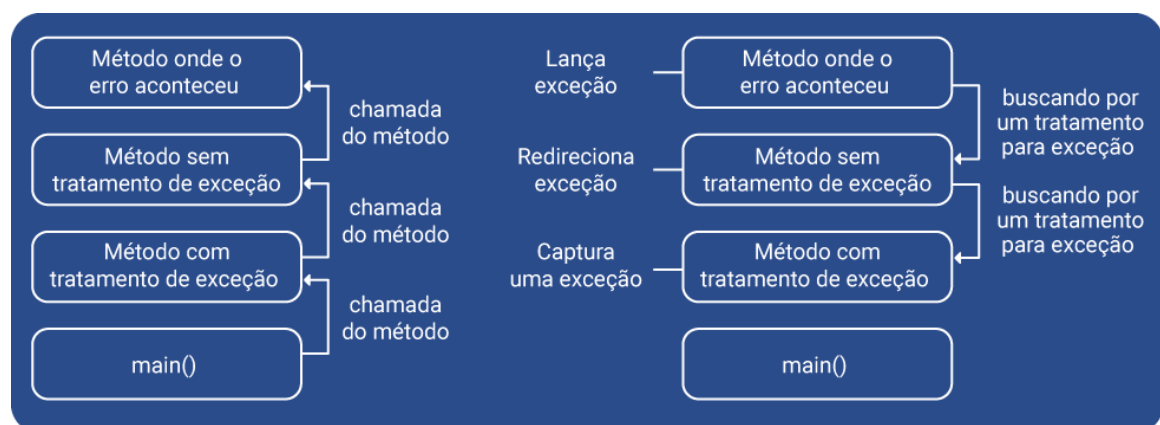 Método onde o
erro aconteceu
chamada
do método
Método sem
tratamento de exceção
chamada
do método
Método com
tratamento de exceção
chamada
do método
main()
Lança
exceção
Método onde o
erro aconteceu
buscando por
um tratamento
para exceção
Redireciona
exceção
Método sem
tratamento de exceção
buscando por
um tratamento
para exceção
Captura
uma exceção
Método com
tratamento de exceção
main()